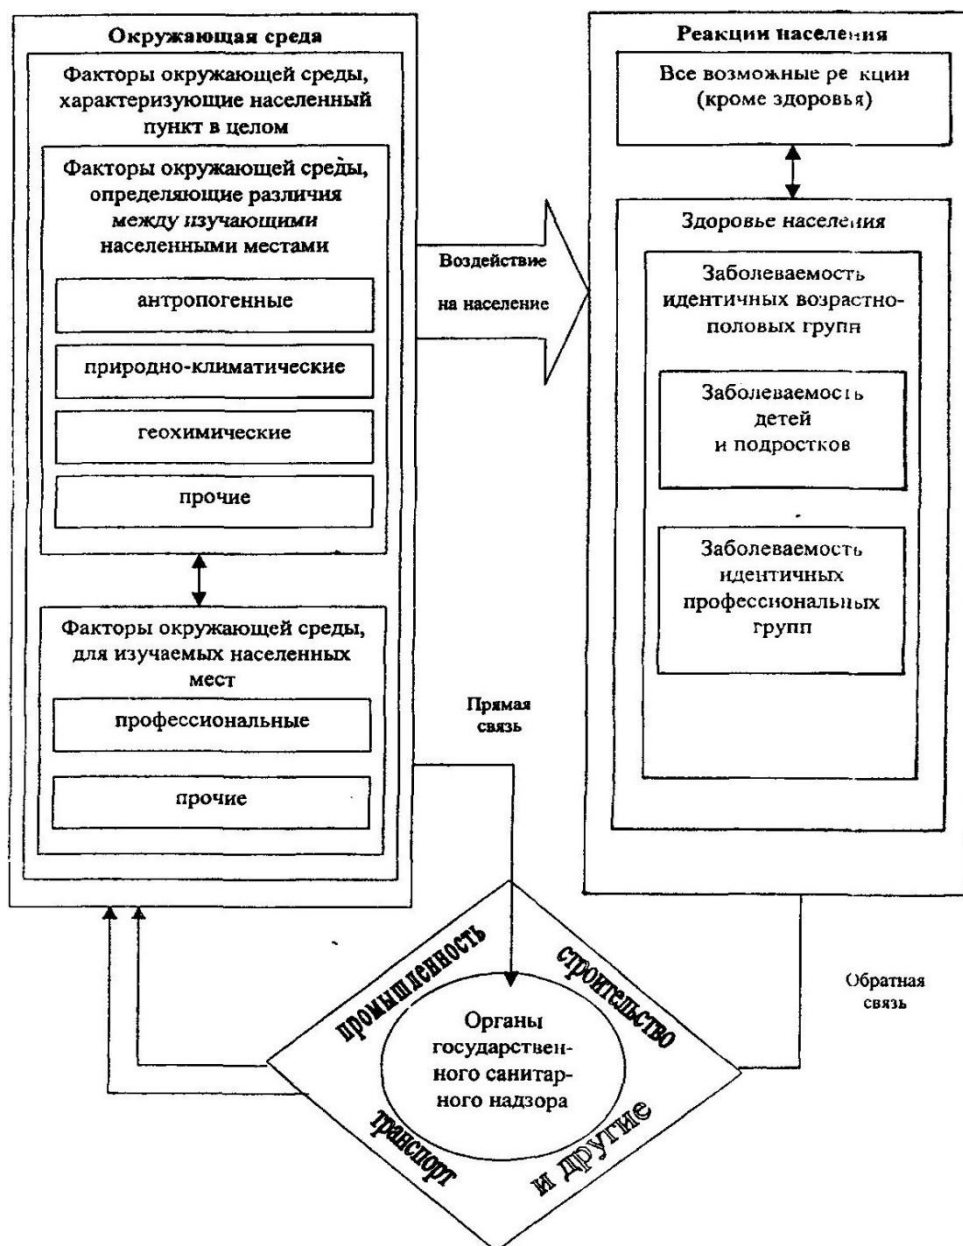 Окружающая среда
Факторы окружающей среды,
характеризующие населенный
пункт в целом
Факторы окружающей среды,
определяющие различия
между изучающими
населенными местами
антропогенные
природно-климатические
геохимические
прочие
Факторы окружающей среды,
для изучаемых населенных
мест
профессиональные
прочие
Воздействие
на население
Реакции населения
Все возможные ре кции
(кроме здоровья)
Здоровье населения
Заболеваемость
идентичных возрастно-
половых групп
Заболеваемость
детей
и подростков
Заболеваемость
идентичных
профессиональных
групп
Прямая
связь
Обратная
связь
промышленность
строительство
Органы
государствен-
ного санитар-
ного надзора
транспорт
и другие